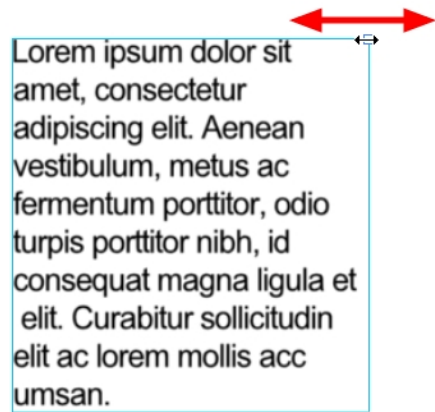 Lorem ipsum dolor sit
amet, consectetur
adipiscing elit. Aenean
vestibulum, metus ac
fermentum porttitor, odio
turpis porttitor nibh, id
consequat magna ligula et
elit. Curabitur sollicitudin
elit ac lorem mollis acc
umsan.